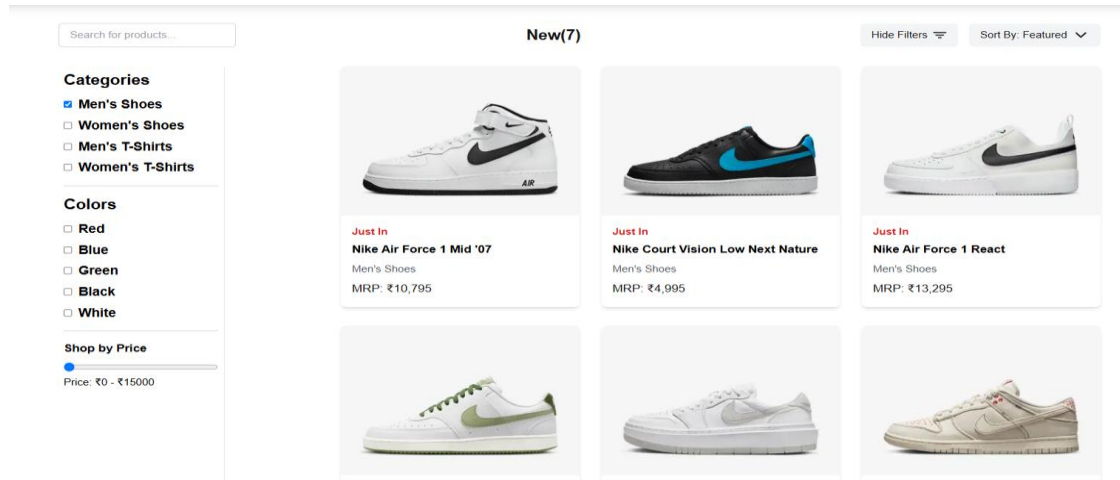 Search for products...
New(7)
Hide Filters
Sort By: Featured
Categories
Men's Shoes
Women's Shoes
Men's T-Shirts
Women's T-Shirts
Colors
Red
Blue
Green
Black
White
Shop by Price
Price: ₹0 - ₹15000
AIR
Just In
Nike Air Force 1 Mid '07
Men's Shoes
MRP: ₹10,795
Just In
Nike Court Vision Low Next Nature
Men's Shoes
MRP: ₹4,995
Just In
Nike Air Force 1 React
Men's Shoes
MRP: ₹13,295